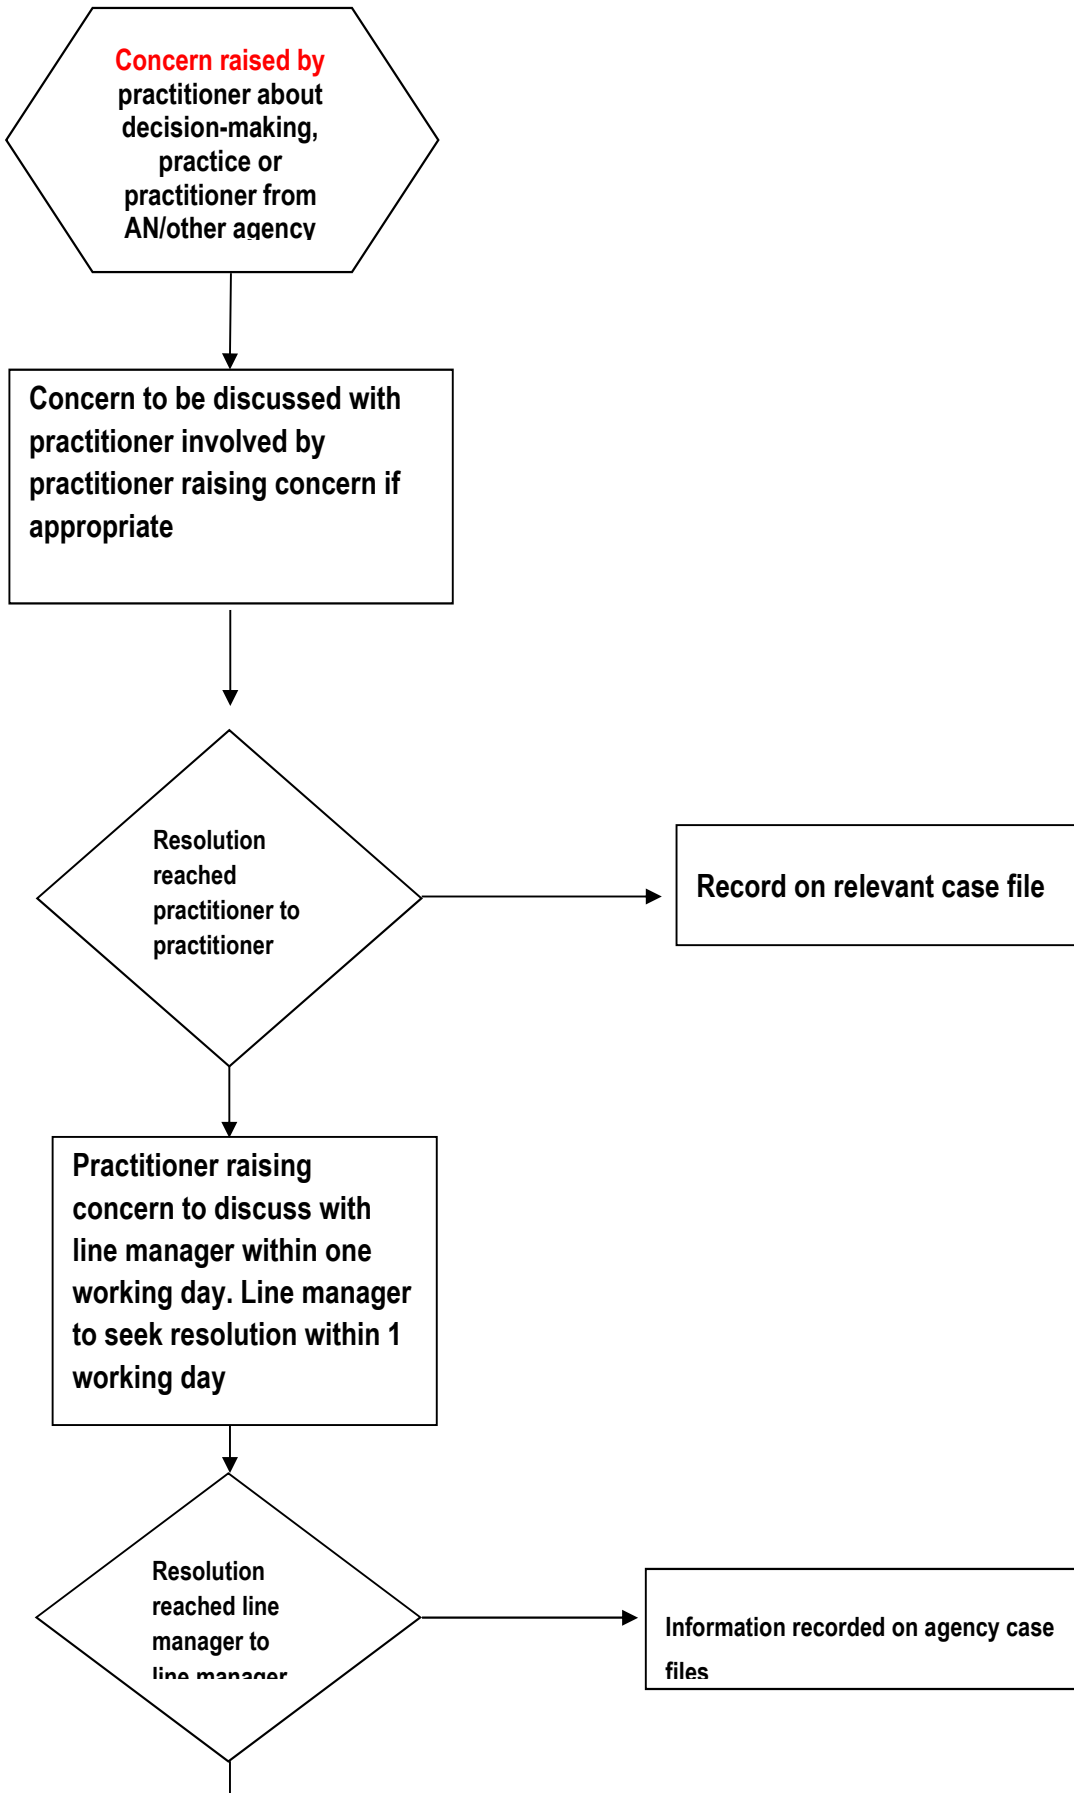 Concern raised by
practitioner about
decision-making,
practice or
practitioner from
AN/other agency
Concern to be discussed with
practitioner involved by
practitioner raising concern if
appropriate
Resolution
reached
practitioner to
practitioner
Record on relevant case file
Practitioner raising
concern to discuss with
line manager within one
working day. Line manager
to seek resolution within 1
working day
Resolution
reached line
manager to
line manager
Information recorded on agency case
files